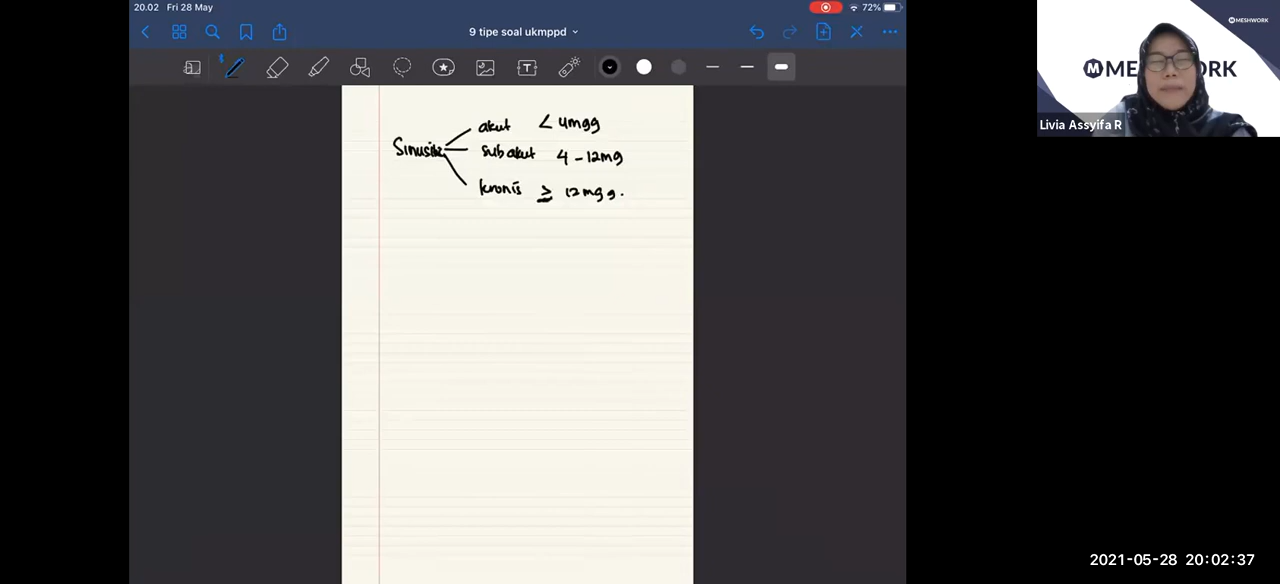 20.02 Fri 28 May
72%
9 tipe soal ukmppd
MESHWORK
Livia Assyifa R
akut < 4mgg
Sinusitis
subakut 4 - 12mg
kronis ≥ 12mgg.
2021-05-28 20:02:37